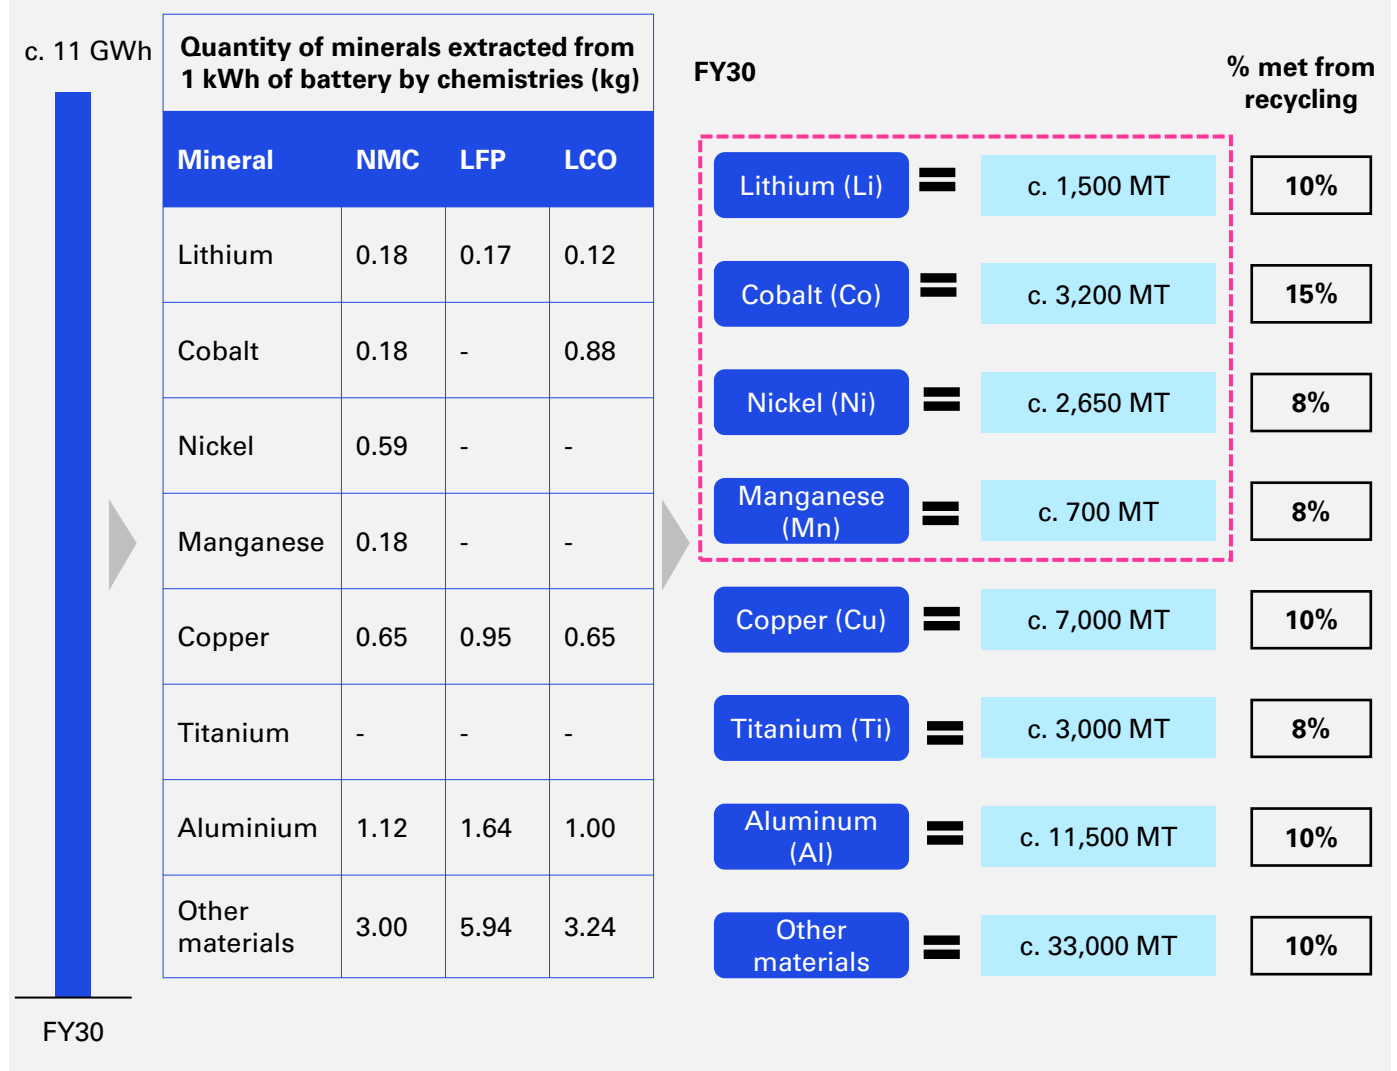 c. 11 GWh
FY30
Quantity of minerals extracted from
1 kWh of battery by chemistries (kg)
Mineral NMC LFP LCO
Lithium 0.18 0.17 0.12
Cobalt 0.18 - 0.88
Nickel 0.59 - -
Manganese 0.18 - -
Copper 0.65 0.95 0.65
Titanium - - -
Aluminium 1.12 1.64 1.00
Other
materials 3.00 5.94 3.24
FY30
% met from
recycling
Lithium (Li) = c. 1,500 MT 10%
Cobalt (Co) = c. 3,200 MT 15%
Nickel (Ni) = c. 2,650 MT 8%
Manganese
(Mn) = c. 700 MT 8%
Copper (Cu) = c. 7,000 MT 10%
Titanium (Ti) = c. 3,000 MT 8%
Aluminum
(Al) = c. 11,500 MT 10%
Other
materials = c. 33,000 MT 10%